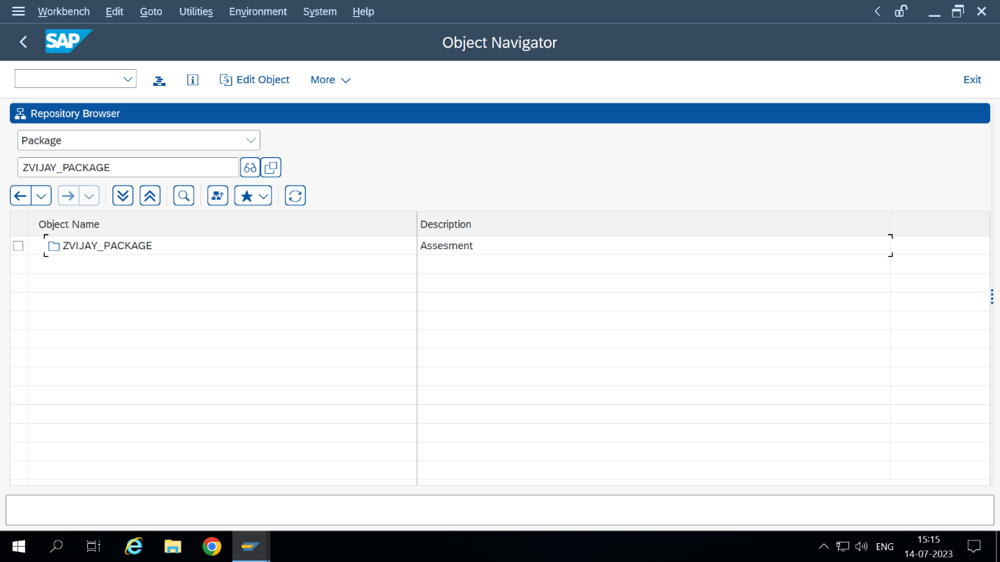 Workbench Edit Goto Utilities Environment System Help
SAP Object Navigator
Edit Object More Exit
Repository Browser
Package
ZVIJAY_PACKAGE
Object Name Description
ZVIJAY_PACKAGE Assesment
ENG 15:15
14-07-2023